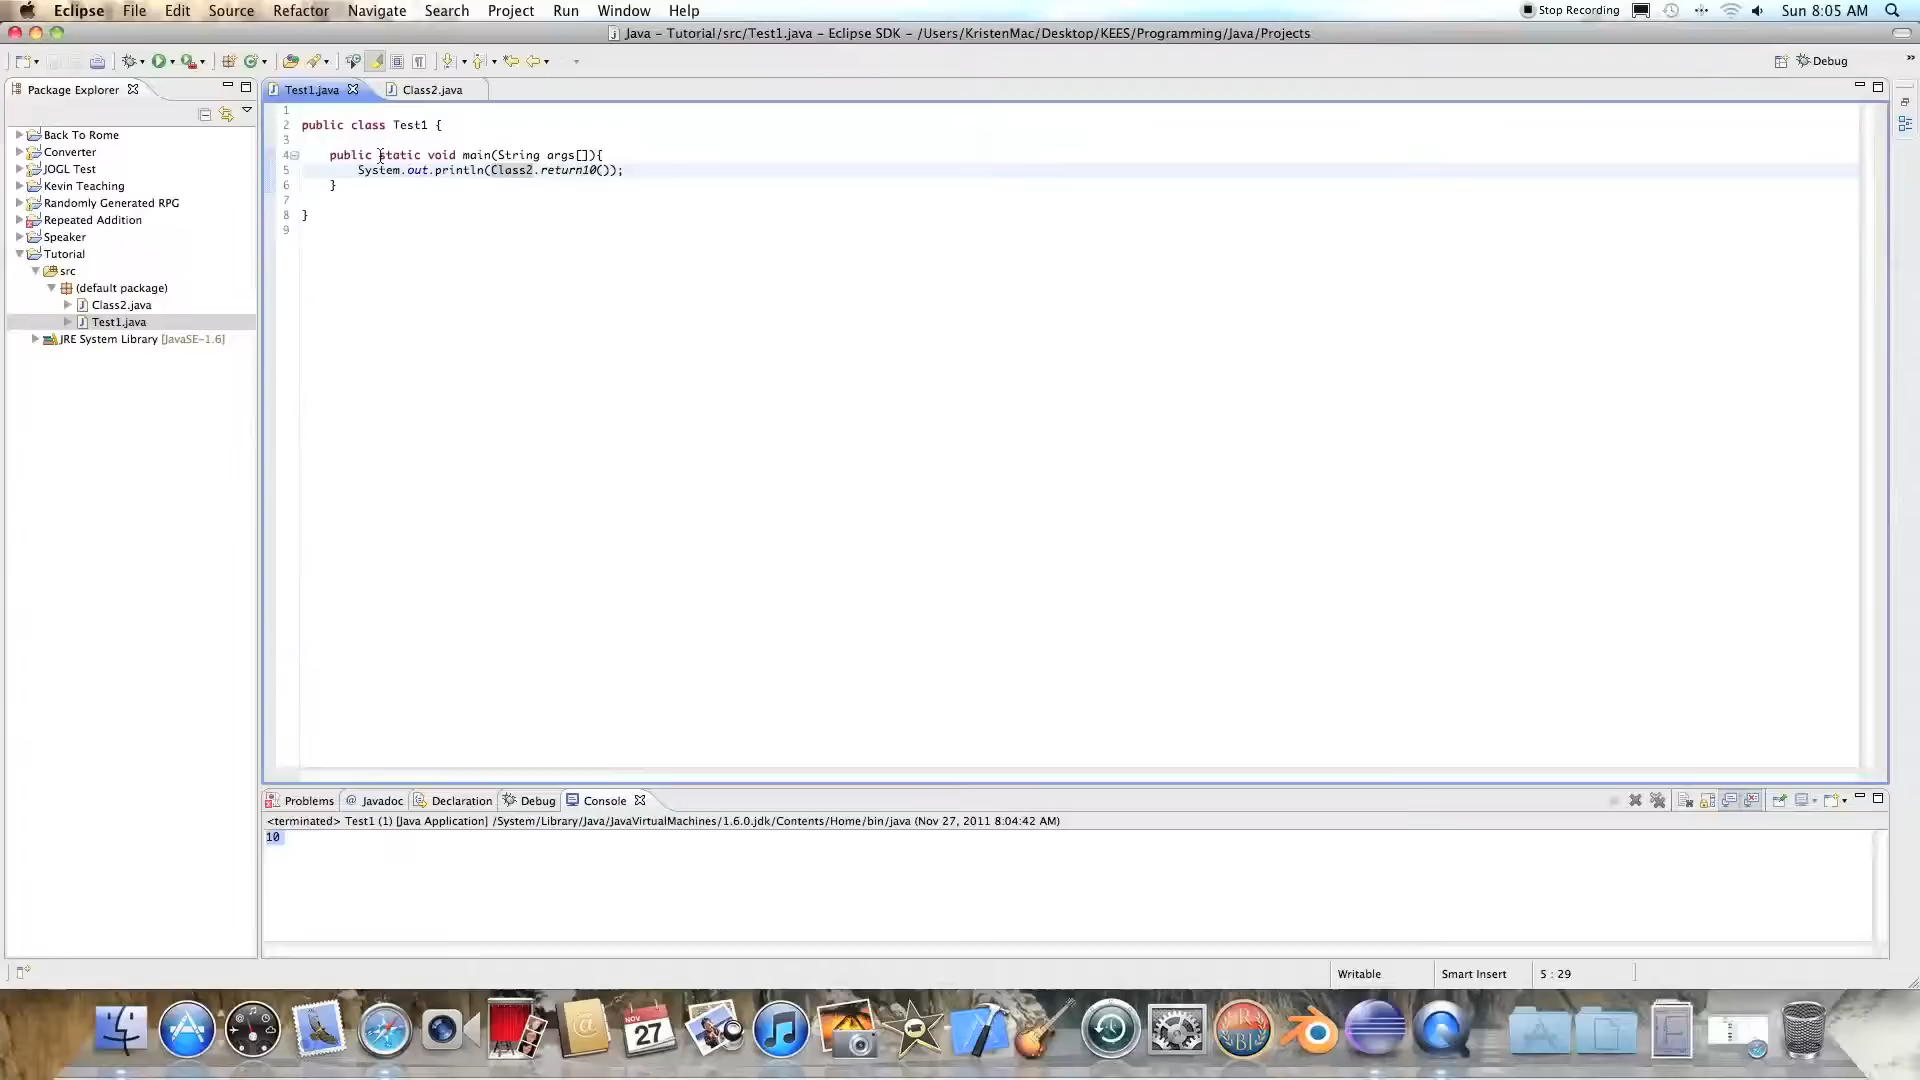 Eclipse File Edit Source Refactor Navigate Search Project Run Window Help Stop Recording Sun 8:05 AM
Java - Tutorial/src/Test1.java - Eclipse SDK - /Users/KristenMac/Desktop/KEES/Programming/Java/Projects
Debug
Package Explorer
Test1.java Class2.java
Back To Rome
Converter
JOGL Test
Kevin Teaching
Randomly Generated RPG
Repeated Addition
Speaker
Tutorial
src
(default package)
Class2.java
Test1.java
JRE System Library [JavaSE-1.6]
1
2 public class Test1 {
3
4 public static void main(String args[]){
5 System.out.println(Class2.return10());
6 }
7
8 }
9
Problems @ Javadoc Declaration Debug Console
<terminated> Test1 (1) [Java Application] /System/Library/Java/JavaVirtualMachines/1.6.0.jdk/Contents/Home/bin/java (Nov 27, 2011 8:04:42 AM)
10
Writable Smart Insert 5 : 29
NOV
27